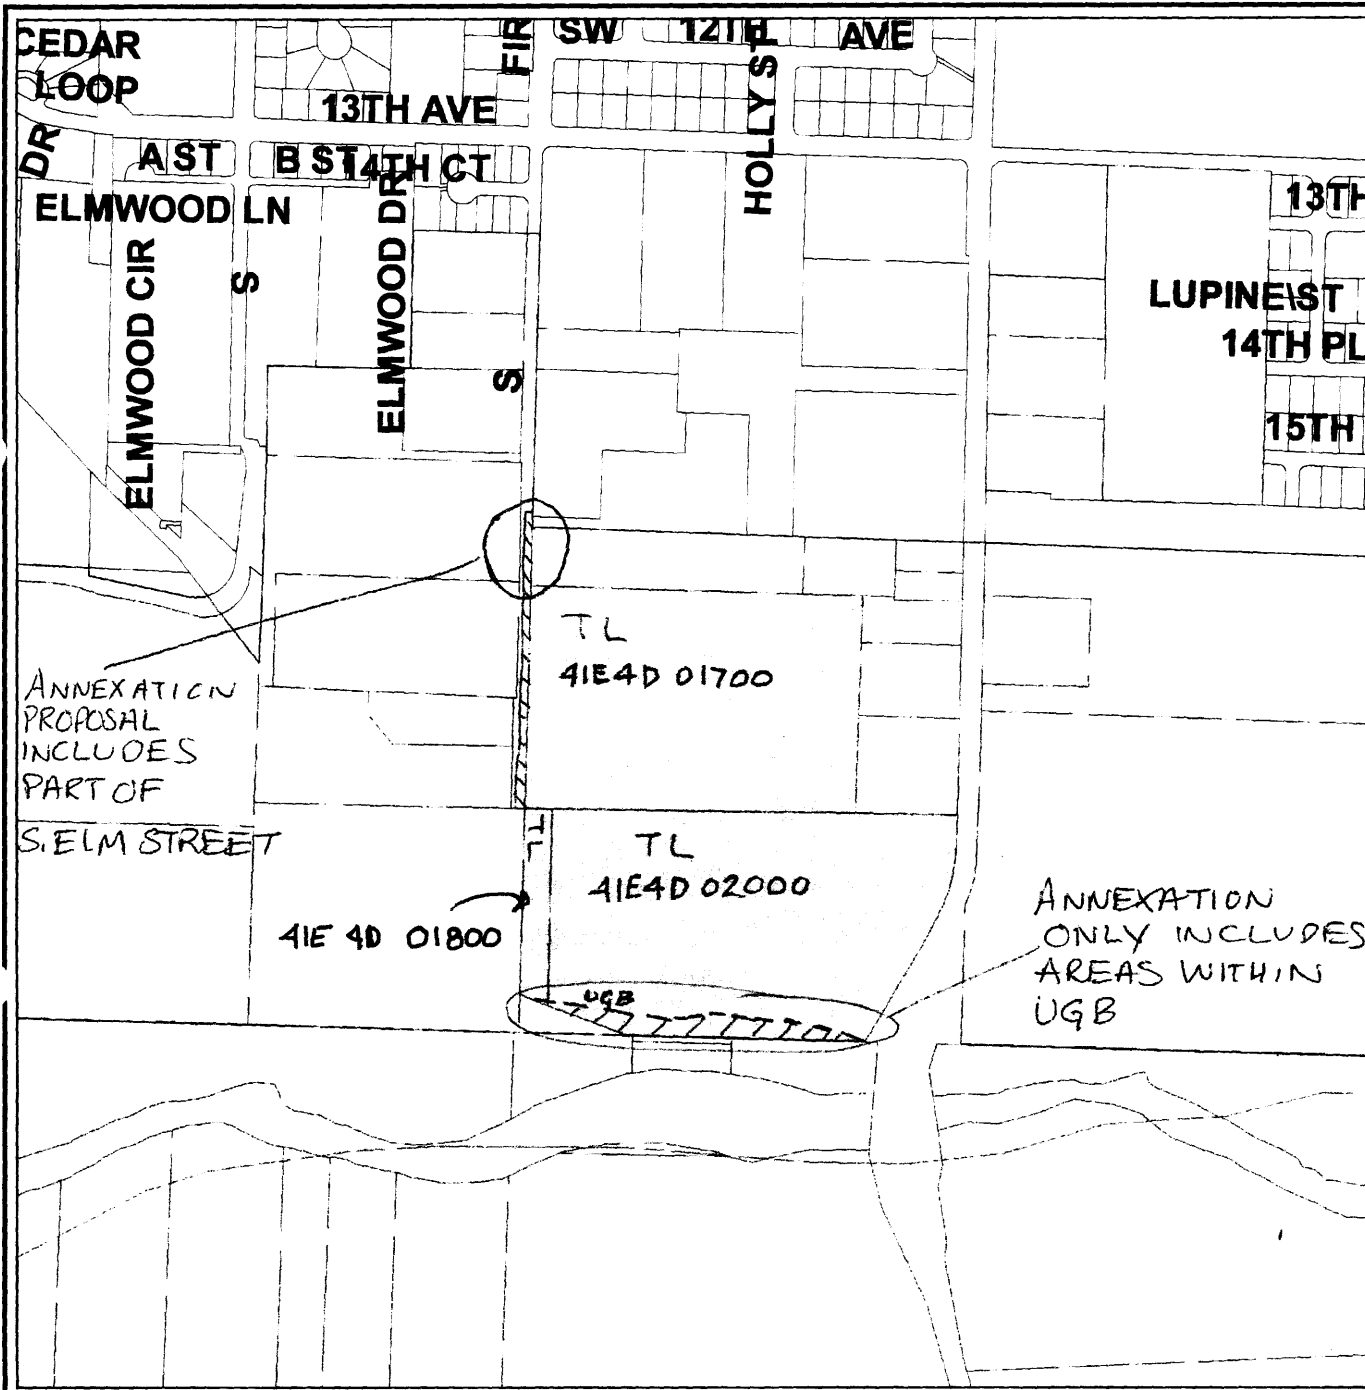 CEDAR
LOOP
DR
FIR
SW 12TH AVE
HOLLY ST
13TH AVE
A ST
B ST
14TH CT
ELMWOOD LN
ELMWOOD CIR
S
ELMWOOD DR
S
13TH
LUPINE ST
14TH PL
15TH
TL
41E4D 01700
ANNEXATION
PROPOSAL
INCLUDES
PART OF
S. ELM STREET
TL
TL
41E4D 02000
41E 4D 01800
UGB
ANNEXATION
ONLY INCLUDES
AREAS WITHIN
UGB